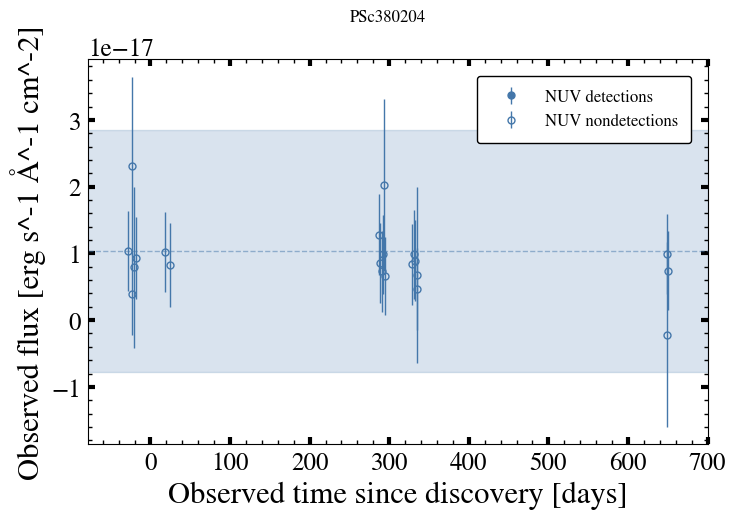 PSc380204
1e−17
NUV detections
NUV nondetections
3
2
1
0
−1
0 100 200 300 400 500 600 700
Observed flux [erg s^-1 Å^-1 cm^-2]
Observed time since discovery [days]